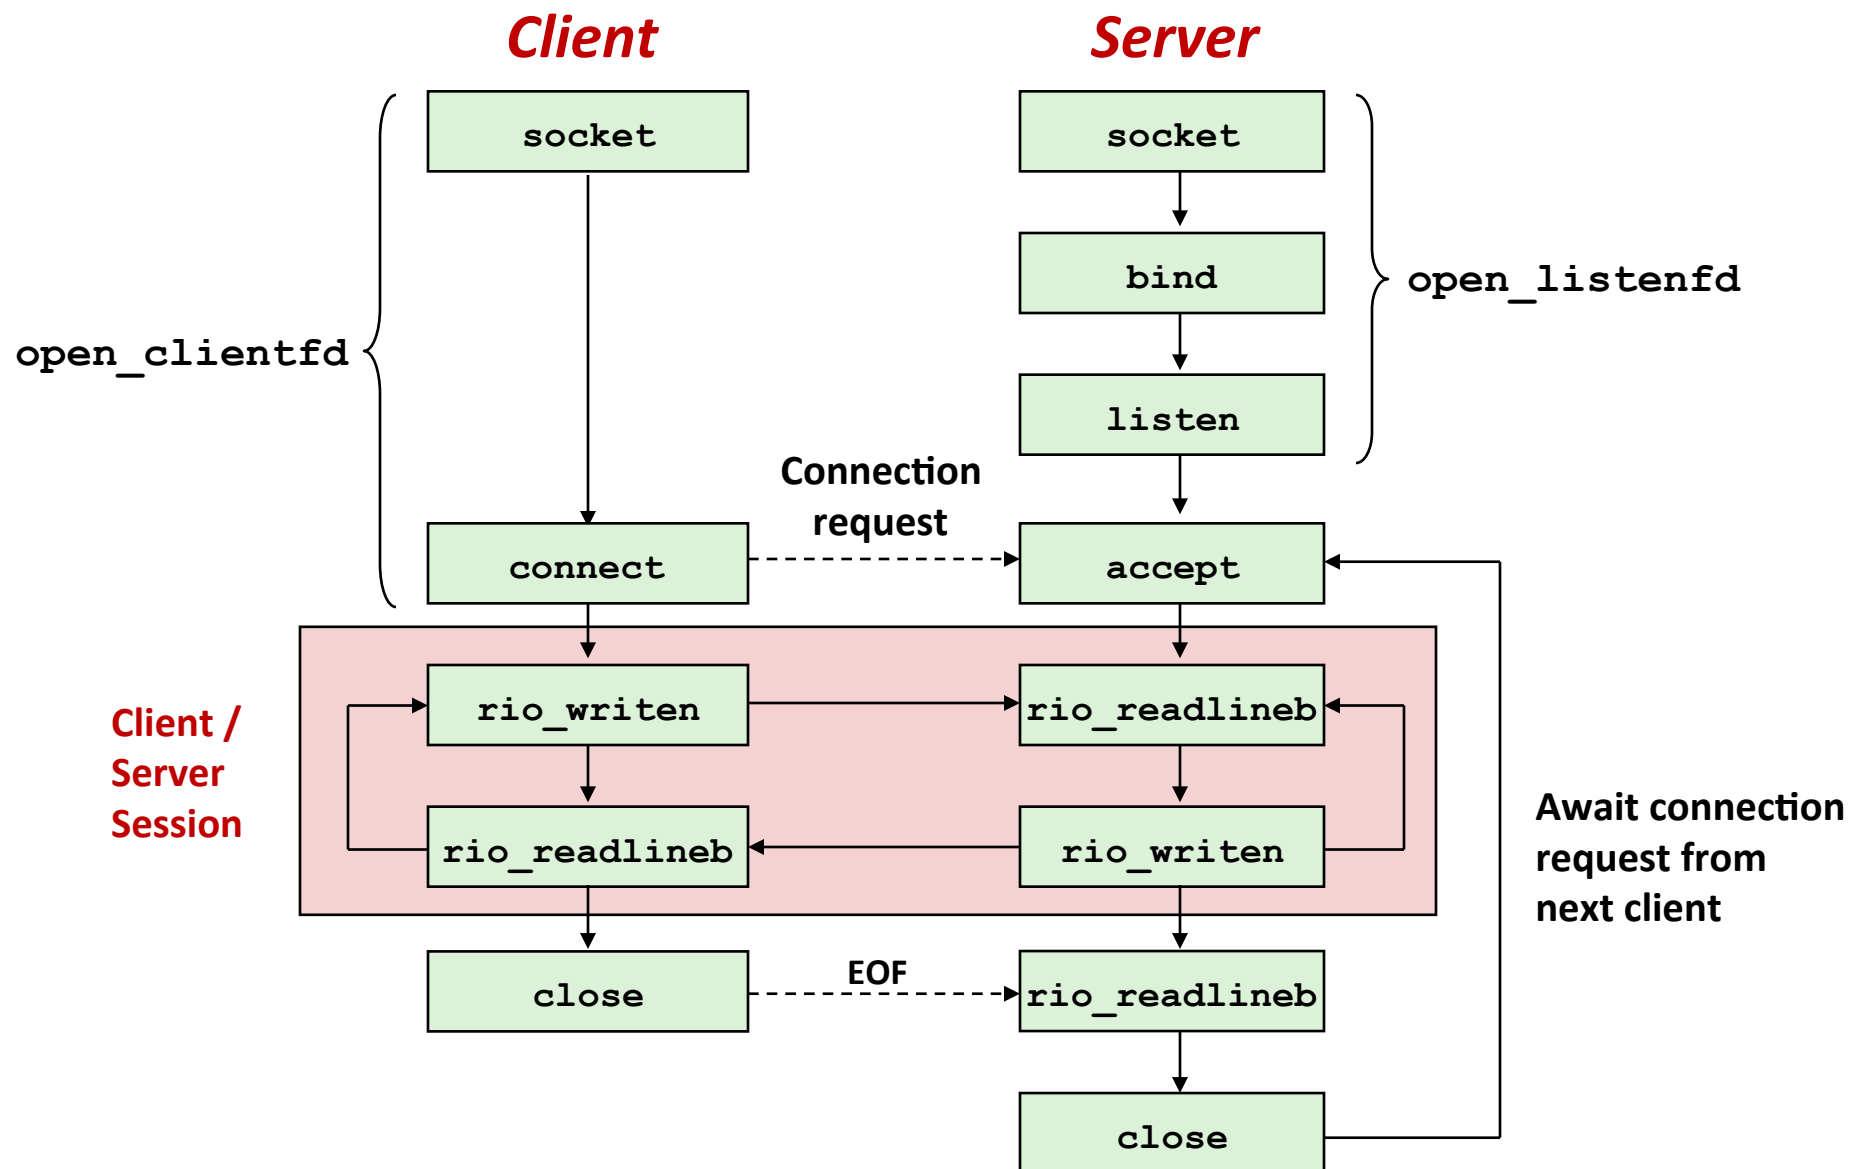 Client
Server
socket
socket
bind
open_listenfd
open_clientfd
listen
Connection
request
connect
accept
rio_writen
rio_readlineb
Client /
Server
Session
rio_readlineb
rio_writen
Await connection
request from
next client
close
EOF
rio_readlineb
close